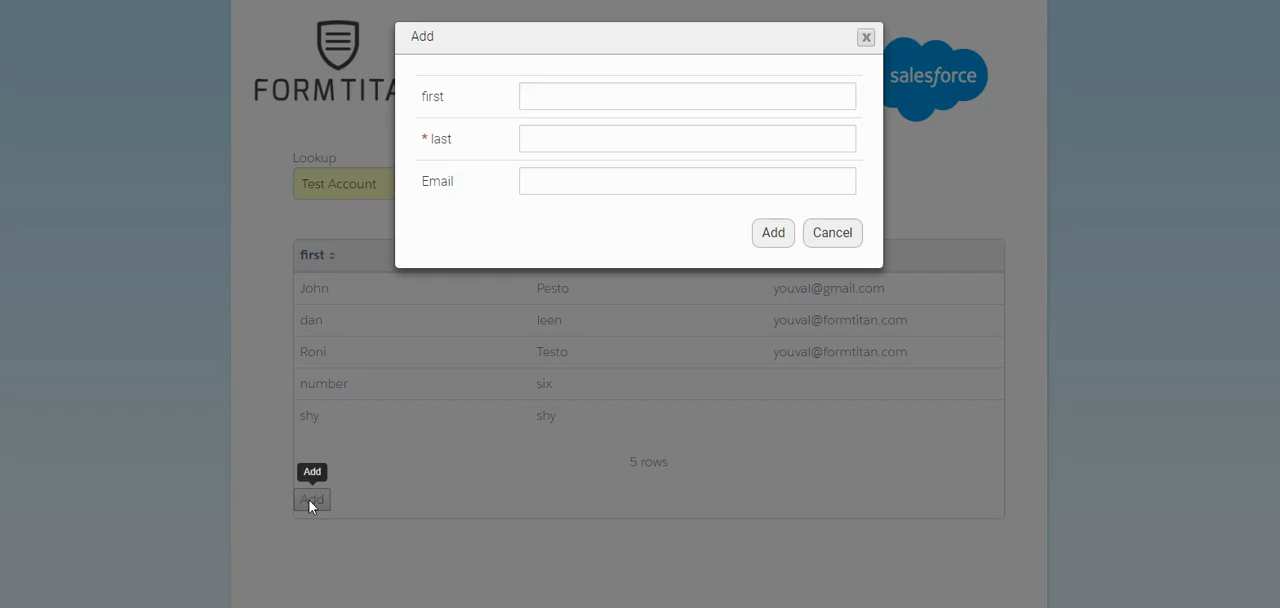 Add
X
FORMTITA
salesforce
first
* last
Email
Add Cancel
Lookup
Test Account
first
John Pesto youval@gmail.com
dan leen youval@formtitan.com
Roni Testo youval@formtitan.com
number six
shy shy
5 rows
Add
Add